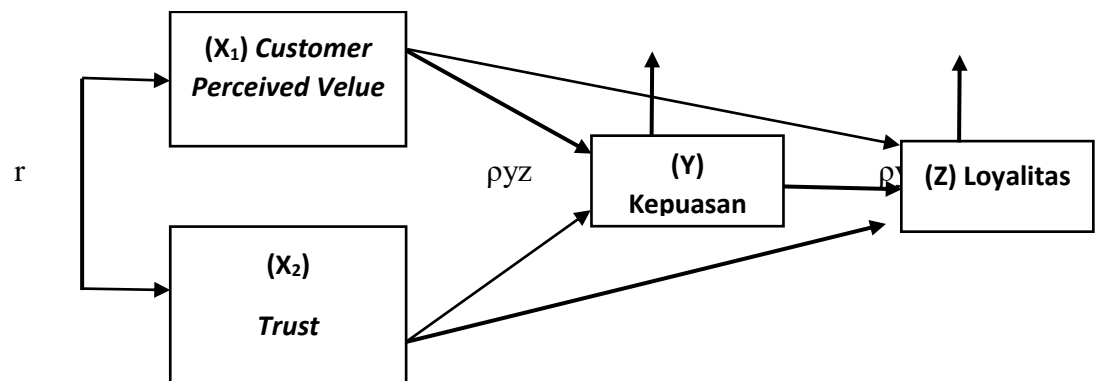 (X₁) Customer
Perceived Velue
r
ρyz
(Y)
Kepuasan
(Z) Loyalitas
(X₂)
Trust